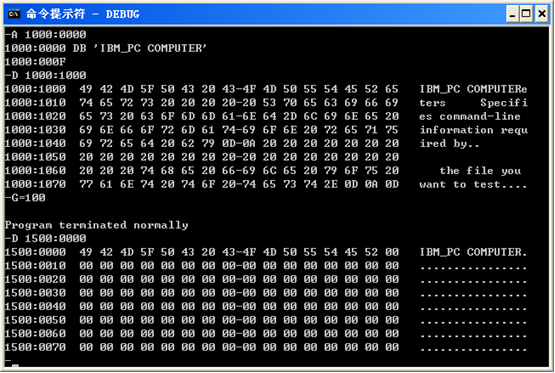 命令提示符 - DEBUG
-A 1000:0000
1000:0000 DB 'IBM_PC COMPUTER'
1000:000F
-D 1000:1000
1000:1000 49 42 4D 5F 50 43 20 43-4F 4D 50 55 54 45 52 65 IBM_PC COMPUTERe
1000:1010 74 65 72 73 20 20 20 20-20 53 70 65 63 69 66 69 ters     Specifi
1000:1020 65 73 20 63 6F 6D 6D 61-6E 64 2D 6C 69 6E 65 20 es command-line
1000:1030 69 6E 66 6F 72 6D 61 74-69 6F 6E 20 72 65 71 75 information requ
1000:1040 69 72 65 64 20 62 79 0D-0A 20 20 20 20 20 20 20 ired by..
1000:1050 20 20 20 20 20 20 20 20-20 20 20 20 20 20 20 20
1000:1060 20 20 20 74 68 65 20 66-69 6C 65 20 79 6F 75 20 the file you
1000:1070 77 61 6E 74 20 74 6F 20-74 65 73 74 2E 0D 0A 0D want to test....
-G=100
Program terminated normally
-D 1500:0000
1500:0000 49 42 4D 5F 50 43 20 43-4F 4D 50 55 54 45 52 00 IBM_PC COMPUTER.
1500:0010 00 00 00 00 00 00 00 00-00 00 00 00 00 00 00 00 ................
1500:0020 00 00 00 00 00 00 00 00-00 00 00 00 00 00 00 00 ................
1500:0030 00 00 00 00 00 00 00 00-00 00 00 00 00 00 00 00 ................
1500:0040 00 00 00 00 00 00 00 00-00 00 00 00 00 00 00 00 ................
1500:0050 00 00 00 00 00 00 00 00-00 00 00 00 00 00 00 00 ................
1500:0060 00 00 00 00 00 00 00 00-00 00 00 00 00 00 00 00 ................
1500:0070 00 00 00 00 00 00 00 00-00 00 00 00 00 00 00 00 ................
-